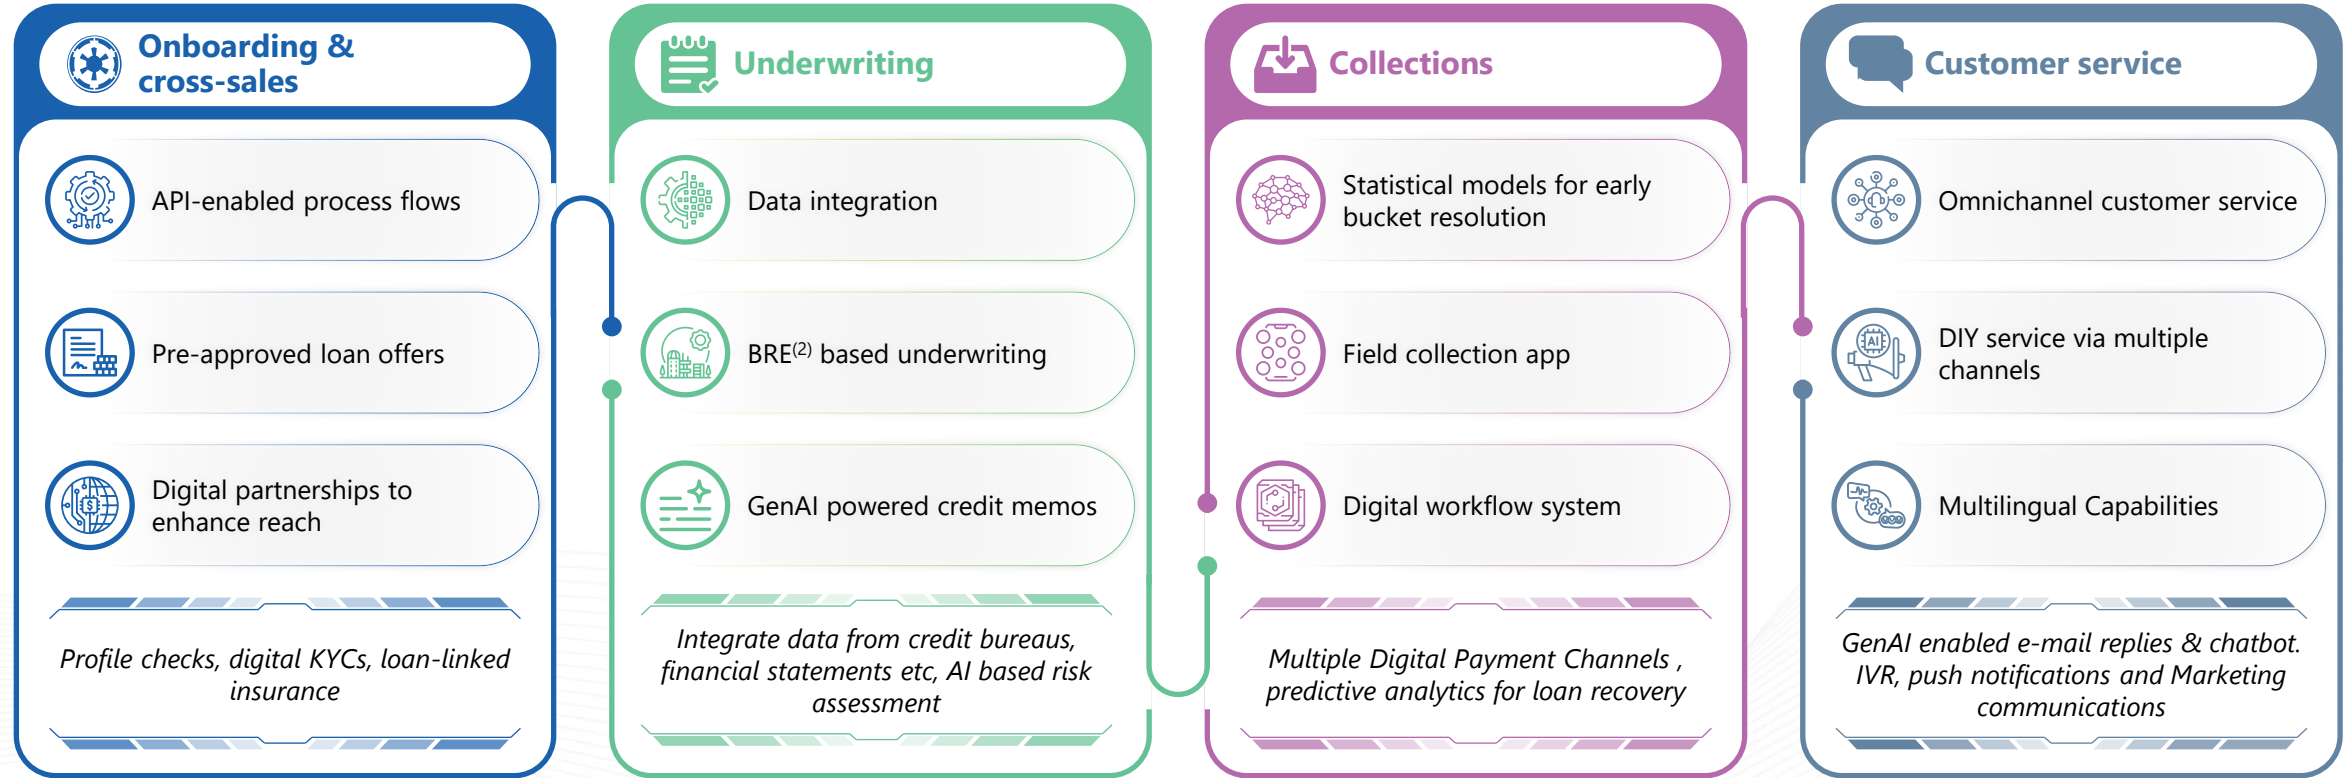 Onboarding &
cross-sales
API-enabled process flows
Pre-approved loan offers
Digital partnerships to
enhance reach
Profile checks, digital KYCs, loan-linked
insurance
Underwriting
Data integration
BRE(2) based underwriting
GenAI powered credit memos
Integrate data from credit bureaus,
financial statements etc, AI based risk
assessment
Collections
Statistical models for early
bucket resolution
Field collection app
Digital workflow system
Multiple Digital Payment Channels ,
predictive analytics for loan recovery
Customer service
Omnichannel customer service
AI
DIY service via multiple
channels
Multilingual Capabilities
GenAI enabled e-mail replies & chatbot.
IVR, push notifications and Marketing
communications